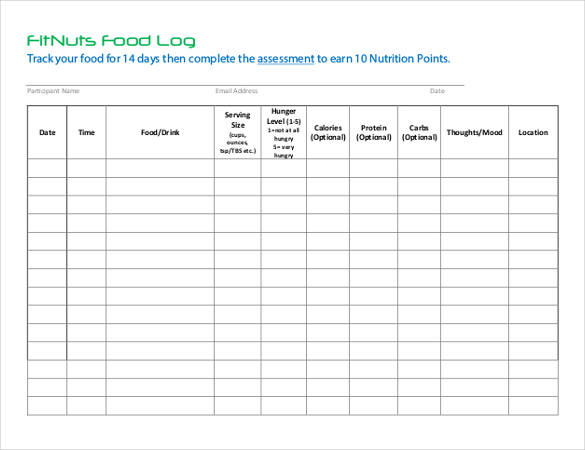 FitNuts Food Log
Track your food for 14 days then complete the assessment to earn 10 Nutrition Points.
Participant Name Email Address Date
Date Time Food/Drink Serving Size (cups, ounces, tsp/TBS etc.) Hunger Level (1-5) 1=not at all hungry 5= very hungry Calories (Optional) Protein (Optional) Carbs (Optional) Thoughts/Mood Location